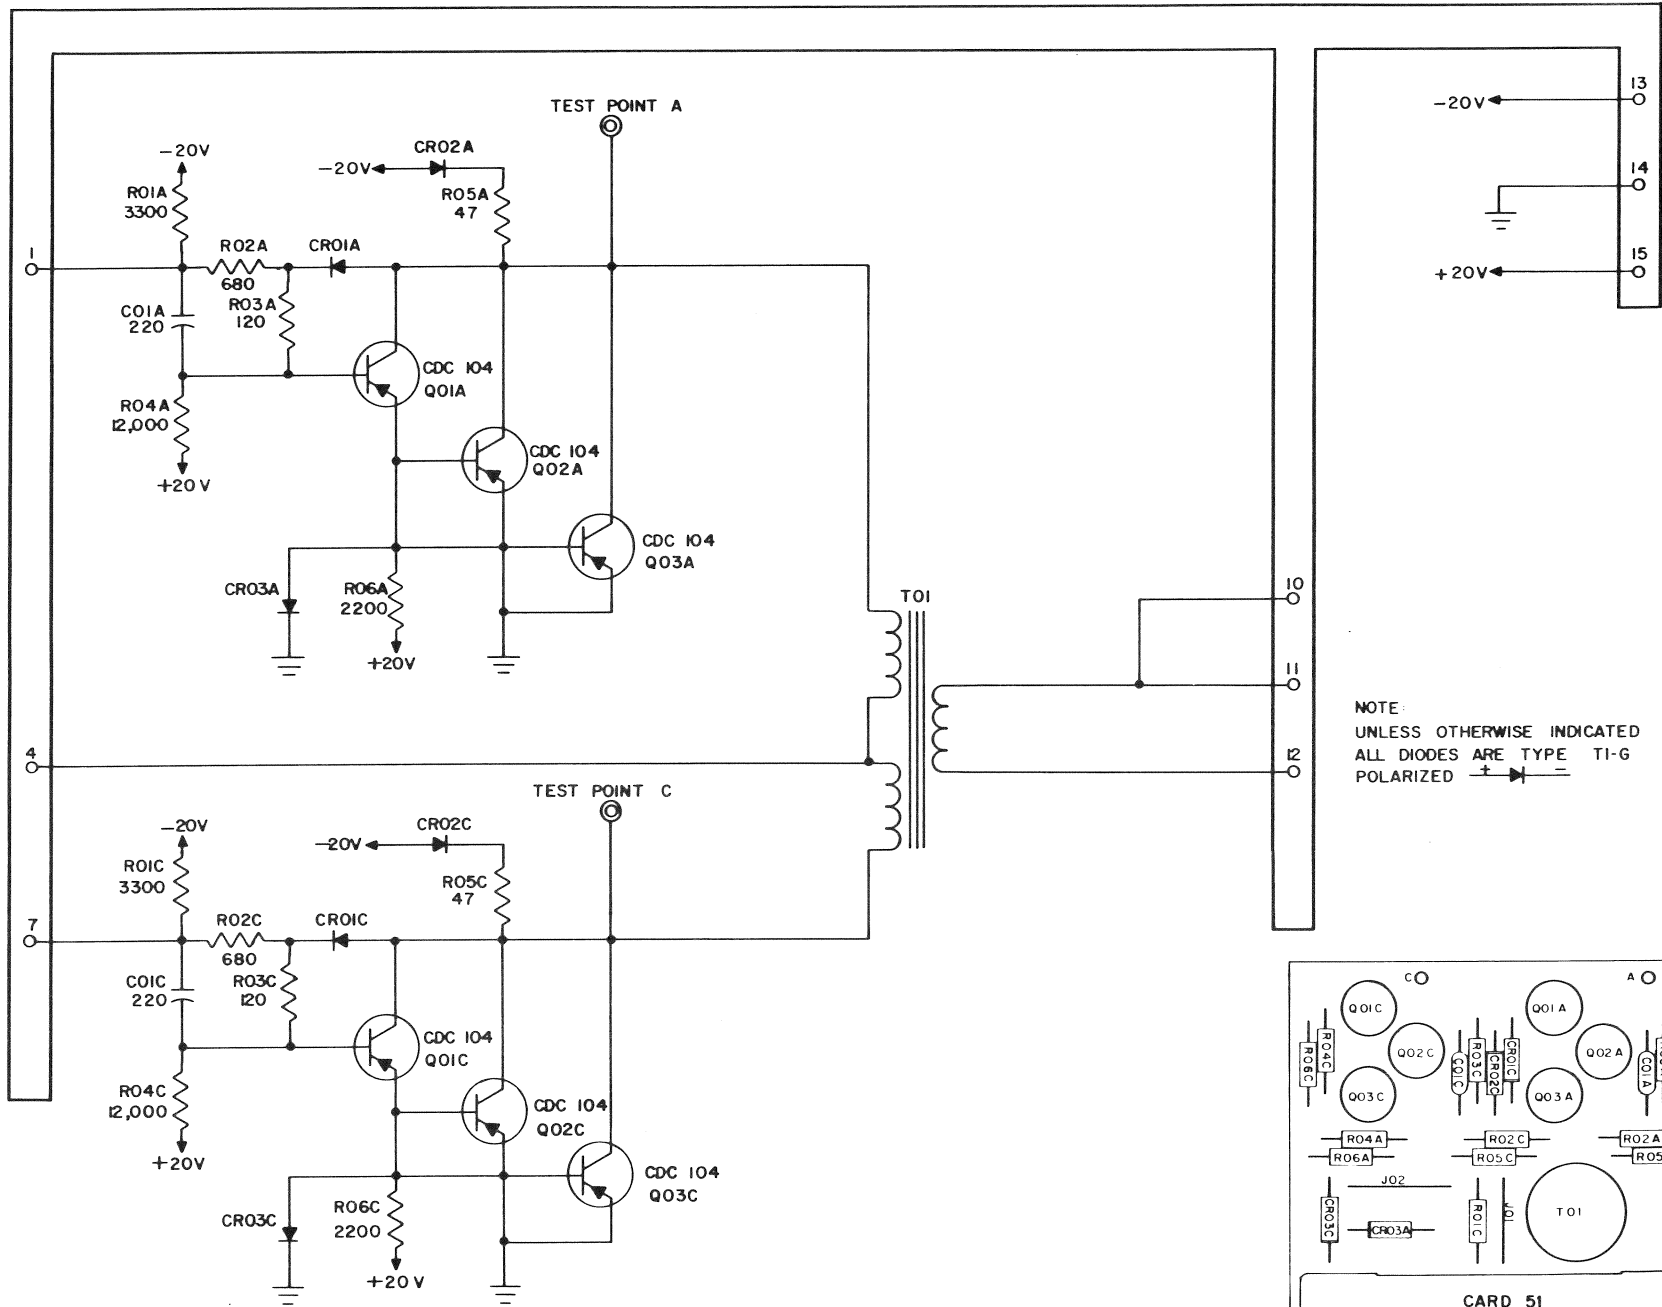 TEST POINT A
-20V
R01A
3300
-20V
CR02A
R05A
47
1
R02A
680
CR01A
C01A
220
R03A
120
CDC 104
Q01A
R04A
12,000
+20V
CDC 104
Q02A
CDC 104
Q03A
CR03A
R06A
2200
+20V
T01
4
TEST POINT C
-20V
R01C
3300
-20V
CR02C
R05C
47
7
R02C
680
CR01C
C01C
220
R03C
120
CDC 104
Q01C
R04C
12,000
+20V
CDC 104
Q02C
CDC 104
Q03C
CR03C
R06C
2200
+20V
10
11
12
-20V
13
14
+20V
15
NOTE:
UNLESS OTHERWISE INDICATED
ALL DIODES ARE TYPE TI-G
POLARIZED + -
C
A
Q01C
Q01A
Q02C
Q02A
Q03C
Q03A
R06C
R04C
C01C
R03C
CR02C
CR01C
C01A
R04A
R02C
R02A
R06A
R05C
R05
J02
CR03C
CR03A
R01C
J01
T01
CARD 51